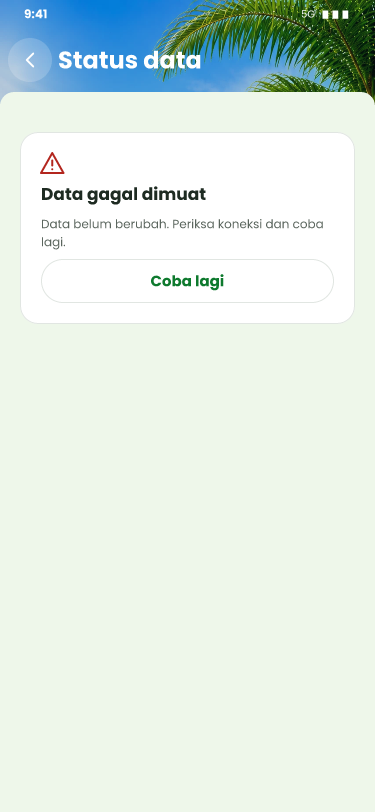 9:41
5G
Status data
Data gagal dimuat
Data belum berubah. Periksa koneksi dan coba
lagi.
Coba lagi